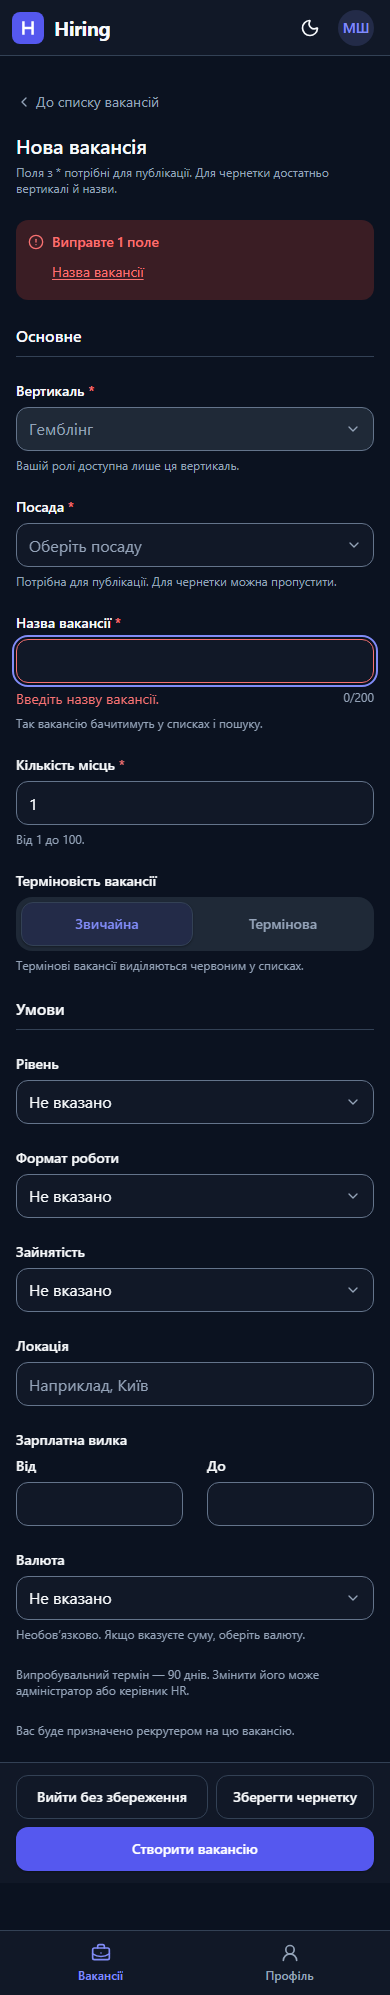 H Hiring МШ
До списку вакансій
Нова вакансія
Поля з * потрібні для публікації. Для чернетки достатньо
вертикалі й назви.
Виправте 1 поле
Назва вакансії
Основне
Вертикаль *
Гемблінг
Вашій ролі доступна лише ця вертикаль.
Посада *
Оберіть посаду
Потрібна для публікації. Для чернетки можна пропустити.
Назва вакансії *
Введіть назву вакансії. 0/200
Так вакансію бачитимуть у списках і пошуку.
Кількість місць *
1
Від 1 до 100.
Терміновість вакансії
Звичайна Термінова
Термінові вакансії виділяються червоним у списках.
Умови
Рівень
Не вказано
Формат роботи
Не вказано
Зайнятість
Не вказано
Локація
Наприклад, Київ
Зарплатна вилка
Від До
Валюта
Не вказано
Необов'язково. Якщо вказуєте суму, оберіть валюту.
Випробувальний термін — 90 днів. Змінити його може
адміністратор або керівник HR.
Вас буде призначено рекрутером на цю вакансію.
Вийти без збереження Зберегти чернетку
Створити вакансію
Вакансії Профіль